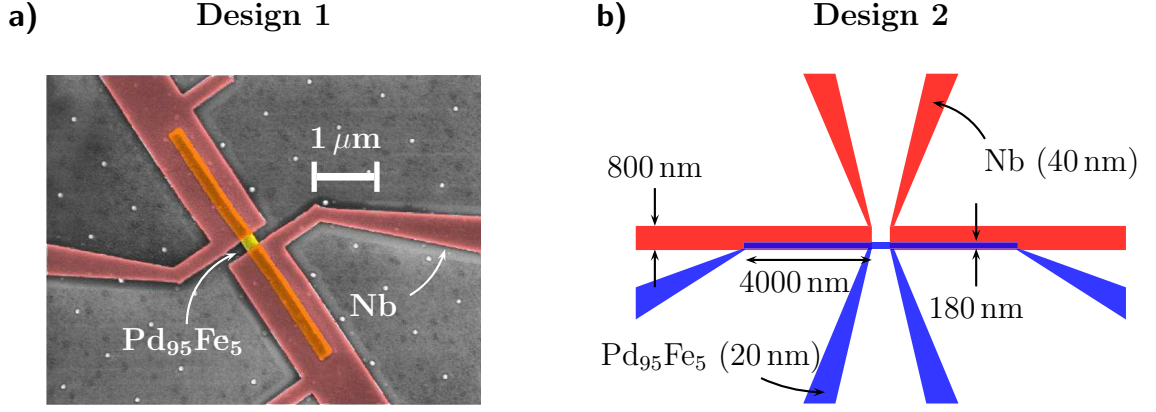 a)
Design 1
1 μm
Pd₉₅Fe₅
Nb
b)
Design 2
800 nm
Nb (40 nm)
4000 nm
180 nm
Pd₉₅Fe₅ (20 nm)